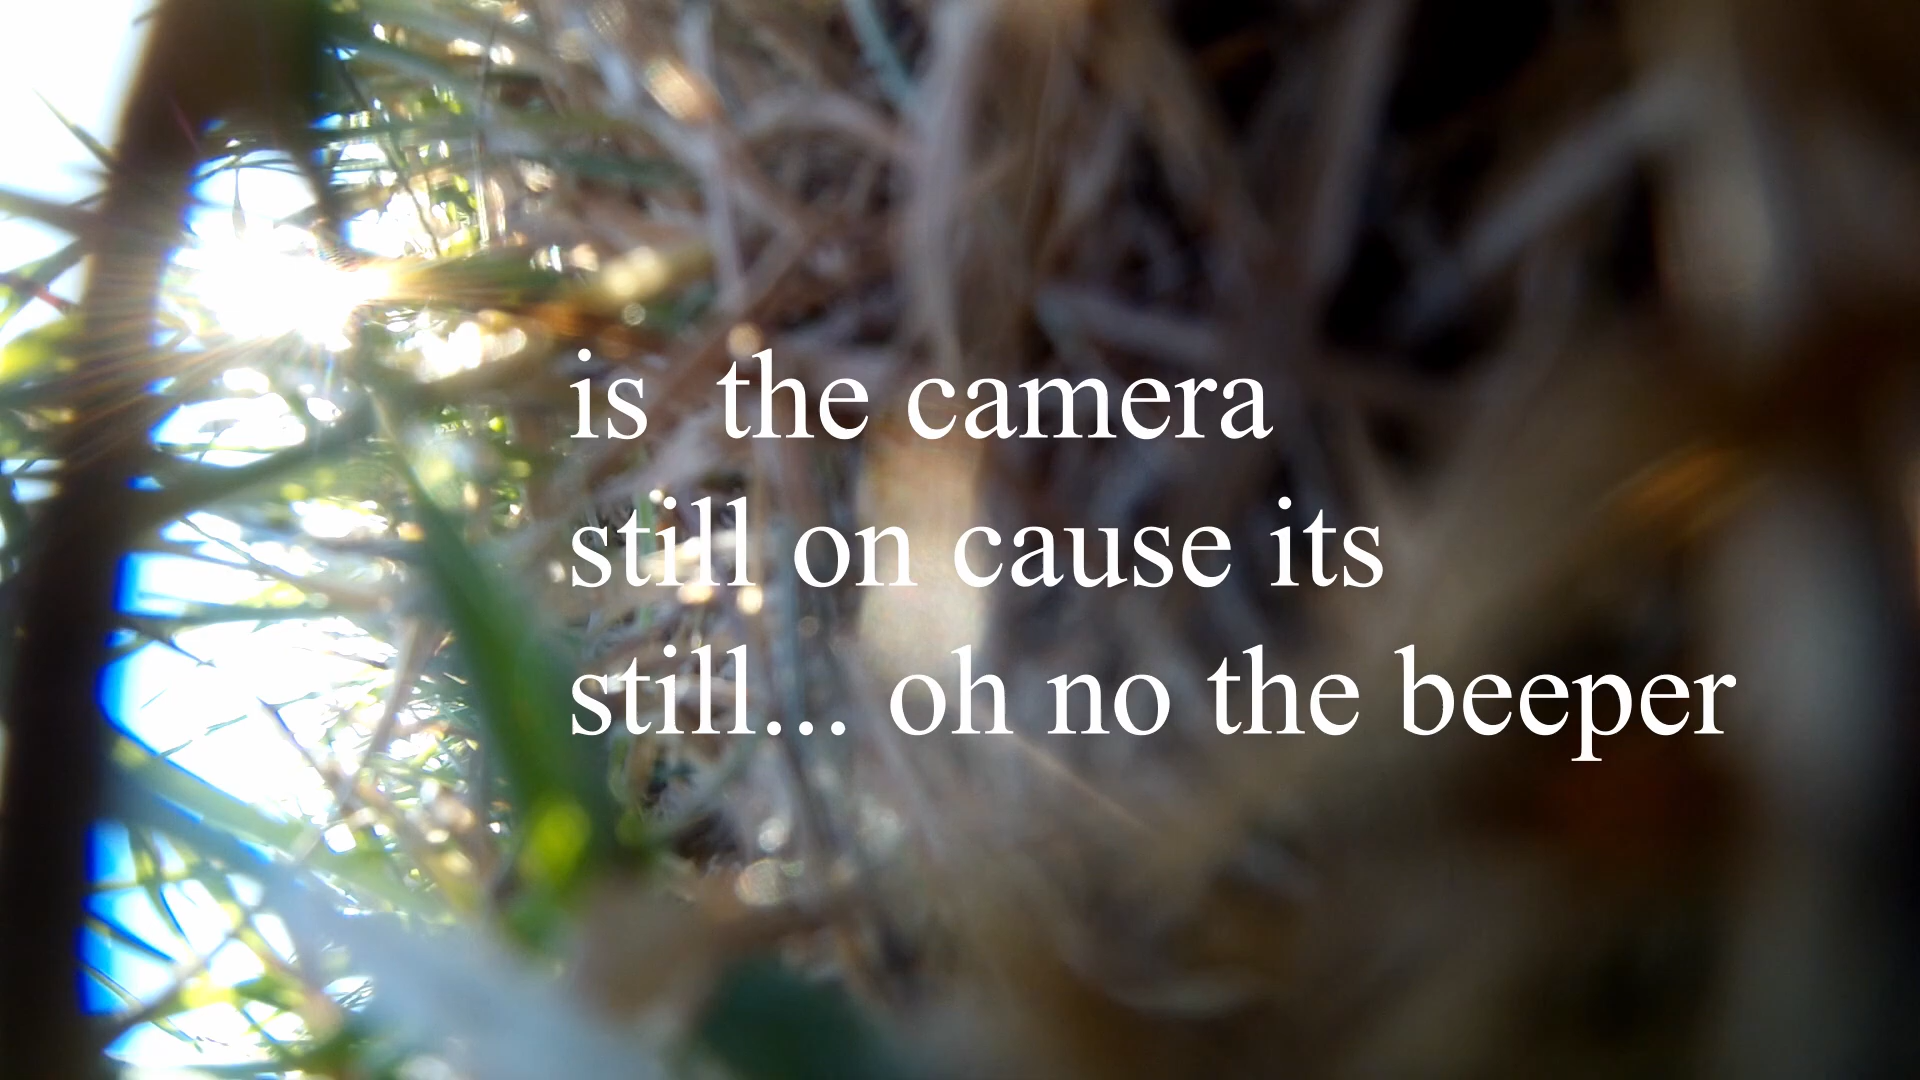 is  the camera
still on cause its
still... oh no the beeper